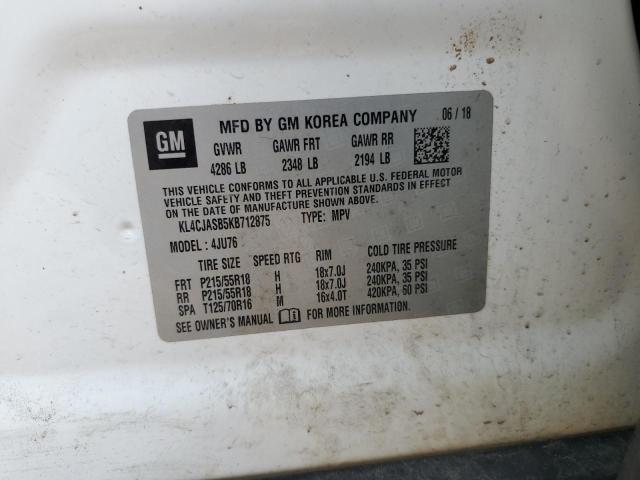 GM
MFD BY GM KOREA COMPANY 06 / 18
GVWR GAWR FRT GAWR RR
4286 LB 2348 LB 2194 LB
THIS VEHICLE CONFORMS TO ALL APPLICABLE U.S. FEDERAL MOTOR
VEHICLE SAFETY AND THEFT PREVENTION STANDARDS IN EFFECT
ON THE DATE OF MANUFACTURE SHOWN ABOVE.
KL4CJASB5KB712875 TYPE: MPV
MODEL: 4JU76
TIRE SIZE SPEED RTG RIM COLD TIRE PRESSURE
FRT P215/55R18 H 18x7.0J 240KPA, 35 PSI
RR P215/55R18 H 18x7.0J 240KPA, 35 PSI
SPA T125/70R16 M 16x4.0T 420KPA, 60 PSI
SEE OWNER'S MANUAL FOR MORE INFORMATION.